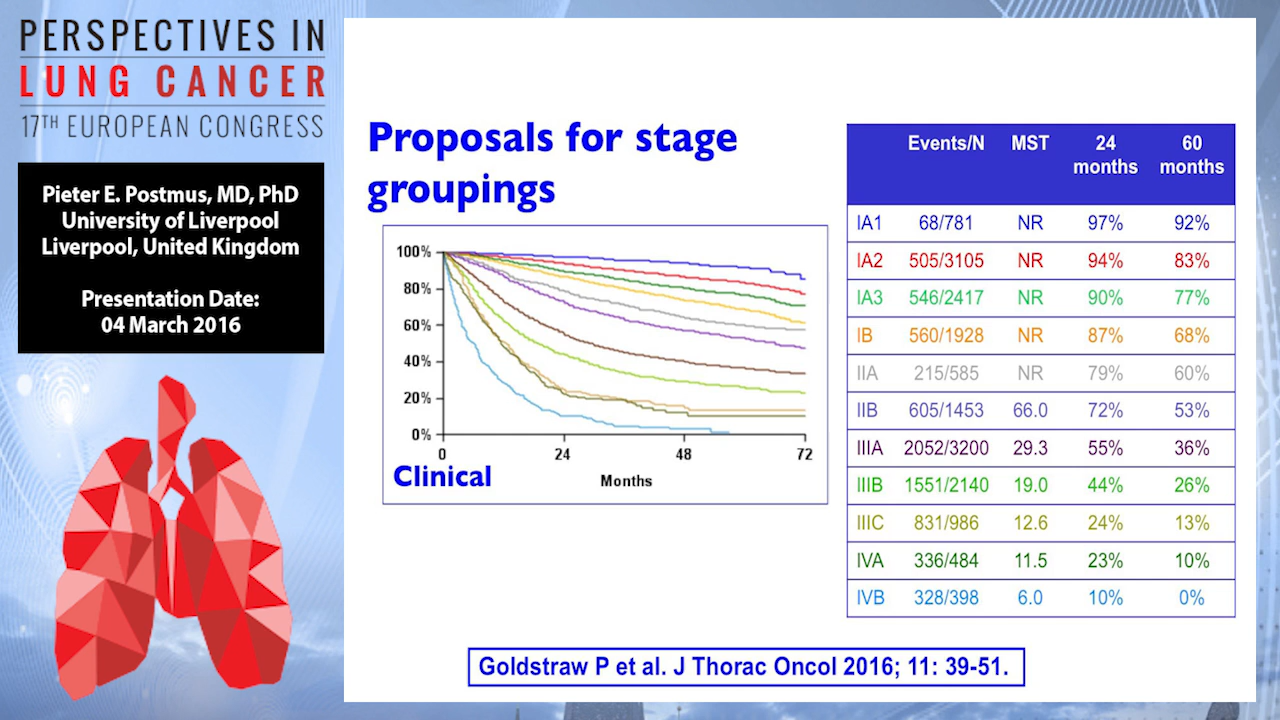 PERSPECTIVES IN
LUNG CANCER
17TH EUROPEAN CONGRESS
Pieter E. Postmus, MD, PhD
University of Liverpool
Liverpool, United Kingdom
Presentation Date:
04 March 2016
Proposals for stage
groupings
100%
80%
60%
40%
20%
0%
0 24 48 72
Clinical
Months
Events/N MST 24 months 60 months
IA1 68/781 NR 97% 92%
IA2 505/3105 NR 94% 83%
IA3 546/2417 NR 90% 77%
IB 560/1928 NR 87% 68%
IIA 215/585 NR 79% 60%
IIB 605/1453 66.0 72% 53%
IIIA 2052/3200 29.3 55% 36%
IIIB 1551/2140 19.0 44% 26%
IIIC 831/986 12.6 24% 13%
IVA 336/484 11.5 23% 10%
IVB 328/398 6.0 10% 0%
Goldstraw P et al. J Thorac Oncol 2016; 11: 39-51.